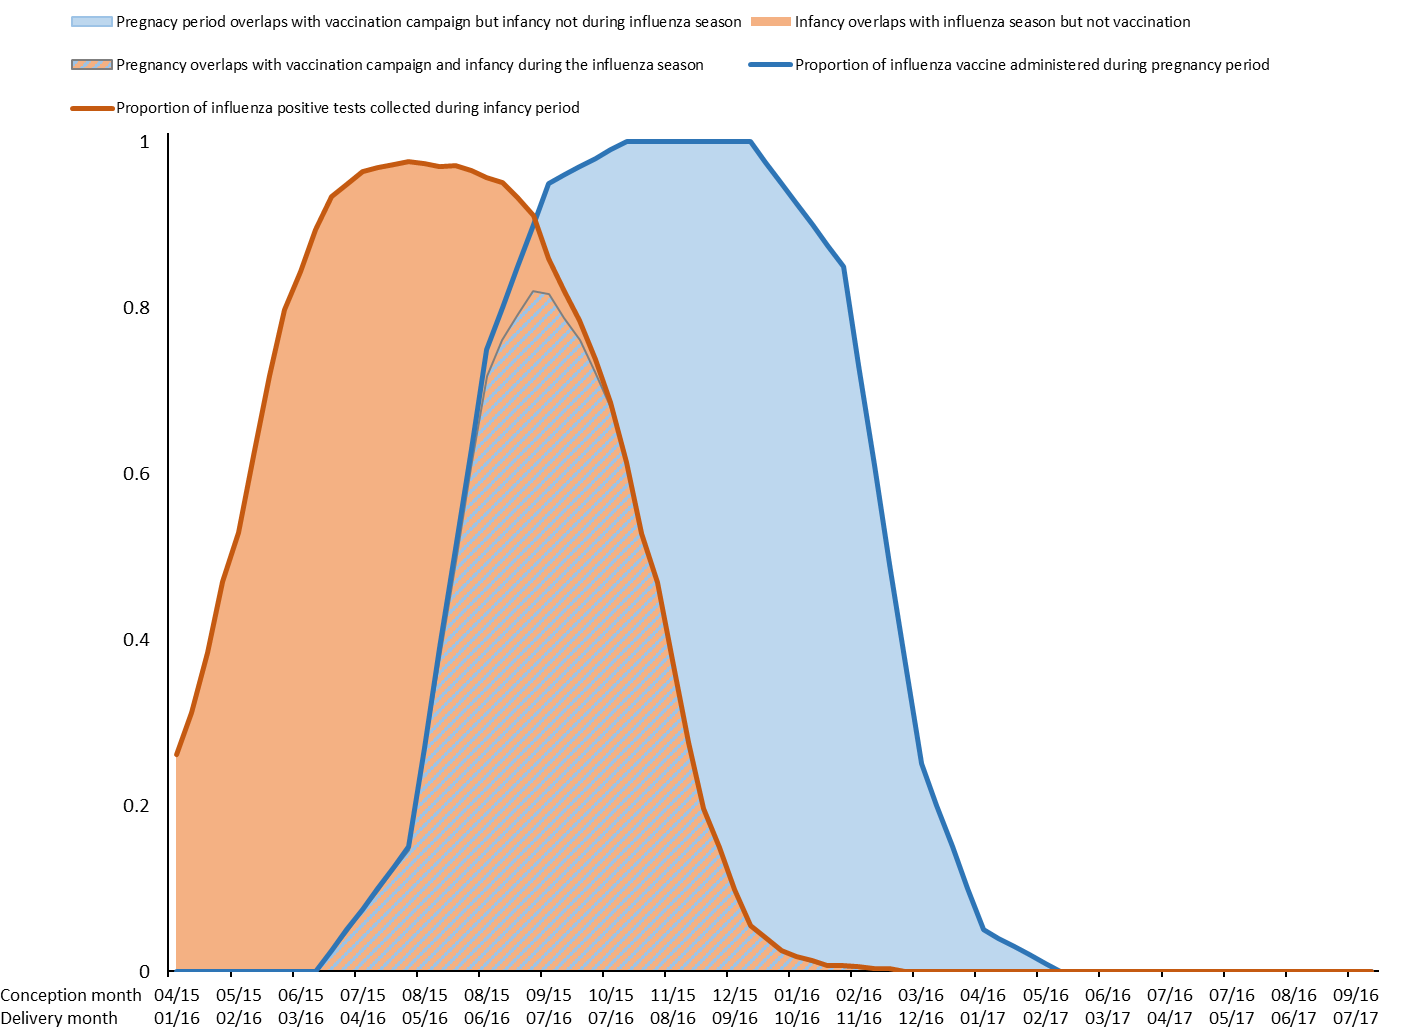 Pregnacy period overlaps with vaccination campaign but infancy not during influenza season Infancy overlaps with influenza season but not vaccination
Pregnancy overlaps with vaccination campaign and infancy during the influenza season Proportion of influenza vaccine administered during pregnancy period
Proportion of influenza positive tests collected during infancy period
1
0.8
0.6
0.4
0.2
0
Conception month 04/15 05/15 06/15 07/15 08/15 08/15 09/15 10/15 11/15 12/15 01/16 02/16 03/16 04/16 05/16 06/16 07/16 07/16 08/16 09/16
Delivery month 01/16 02/16 03/16 04/16 05/16 06/16 07/16 07/16 08/16 09/16 10/16 11/16 12/16 01/17 02/17 03/17 04/17 05/17 06/17 07/17